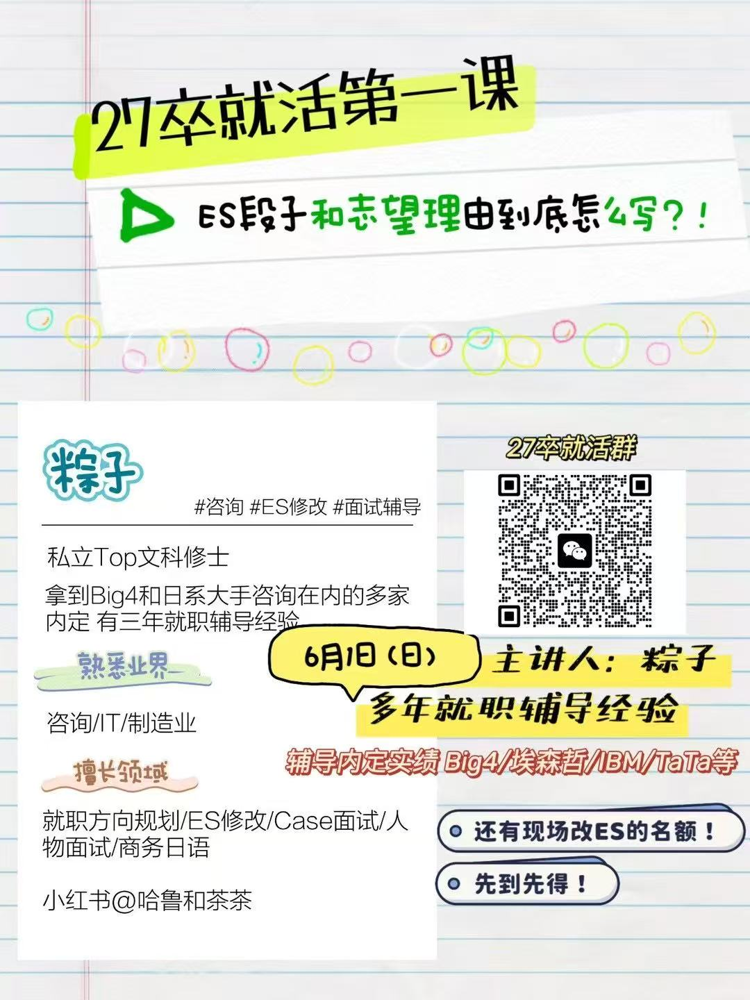 27卒就活第一课
ES段子和志望理由到底怎么写?!
粽子
#咨询 #ES修改 #面试辅导
私立Top文科修士
拿到Big4和日系大手咨询在内的多家
内定 有三年就职辅导经验
熟悉业界
咨询/IT/制造业
擅长领域
就职方向规划/ES修改/Case面试/人
物面试/商务日语
小红书@哈鲁和茶茶
27卒就活群
6月1日（日）
主讲人：粽子
多年就职辅导经验
辅导内定实绩 Big4/埃森哲/IBM/TaTa等
还有现场改ES的名额！
先到先得！